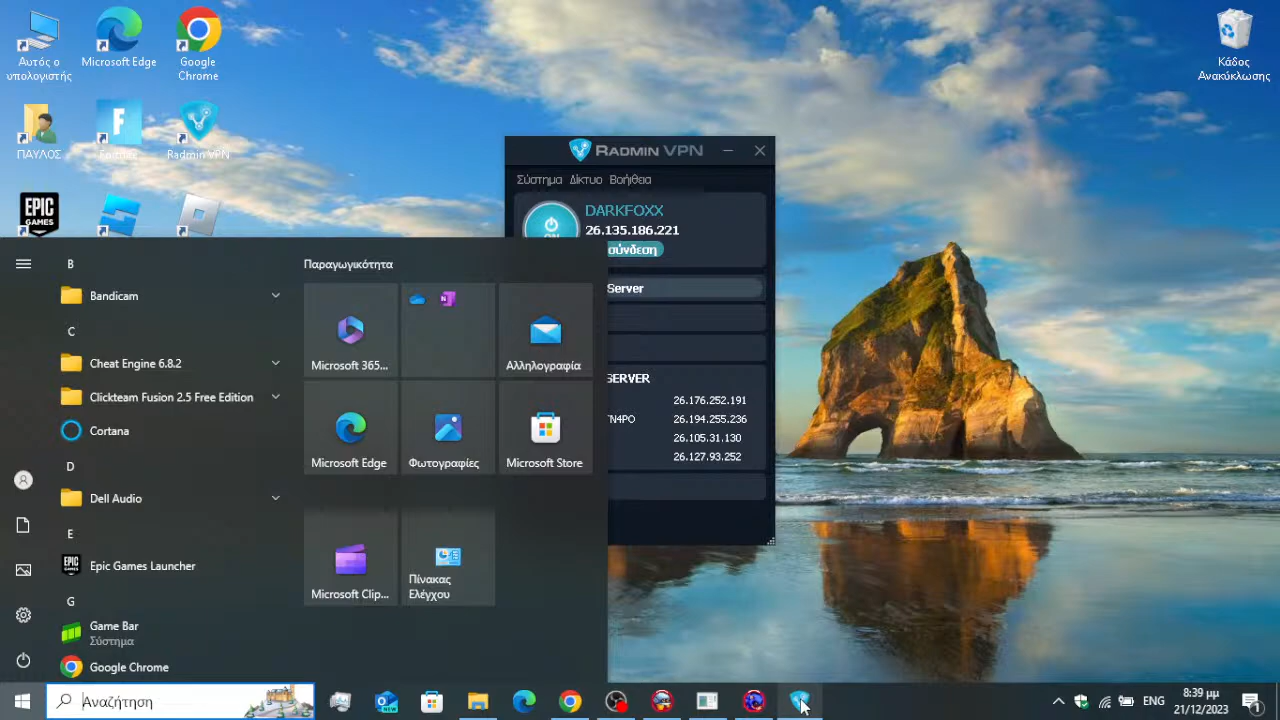 Αυτός ο
υπολογιστής
Microsoft Edge
Google
Chrome
Κάδος
Ανακύκλωσης
ΠΑΥΛΟΣ
Fortnite
Radmin VPN
EPIC
GAMES
RADMIN VPN
Σύστημα Δίκτυο Βοήθεια
DARKFOXX
26.135.186.221
σύνδεση
Server
SERVER
26.176.252.191
TN4PO 26.194.255.236
26.105.31.130
26.127.93.252
B
Bandicam
C
Cheat Engine 6.8.2
Clickteam Fusion 2.5 Free Edition
Cortana
D
Dell Audio
E
Epic Games Launcher
G
Game Bar
Σύστημα
Google Chrome
Παραγωγικότητα
Microsoft 365...
Αλληλογραφία
Microsoft Edge
Φωτογραφίες
Microsoft Store
Microsoft Clip...
Πίνακας
Ελέγχου
Αναζήτηση
NEW
ENG
8:39 μμ
21/12/2023
1